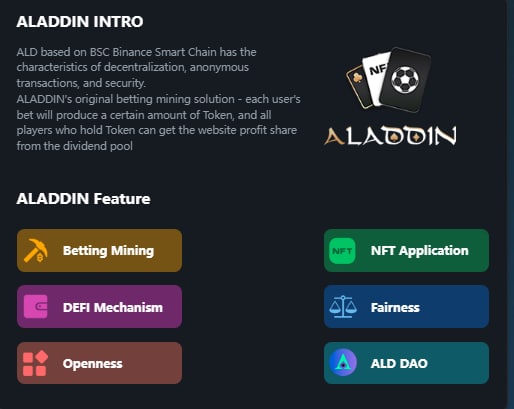 ALADDIN INTRO
ALD based on BSC Binance Smart Chain has the
characteristics of decentralization, anonymous
transactions, and security.
ALADDIN's original betting mining solution - each user's
bet will produce a certain amount of Token, and all
players who hold Token can get the website profit share
from the dividend pool
NF
ALADDIN
ALADDIN Feature
Betting Mining
NFT
NFT Application
DEFI Mechanism
Fairness
Openness
ALD DAO